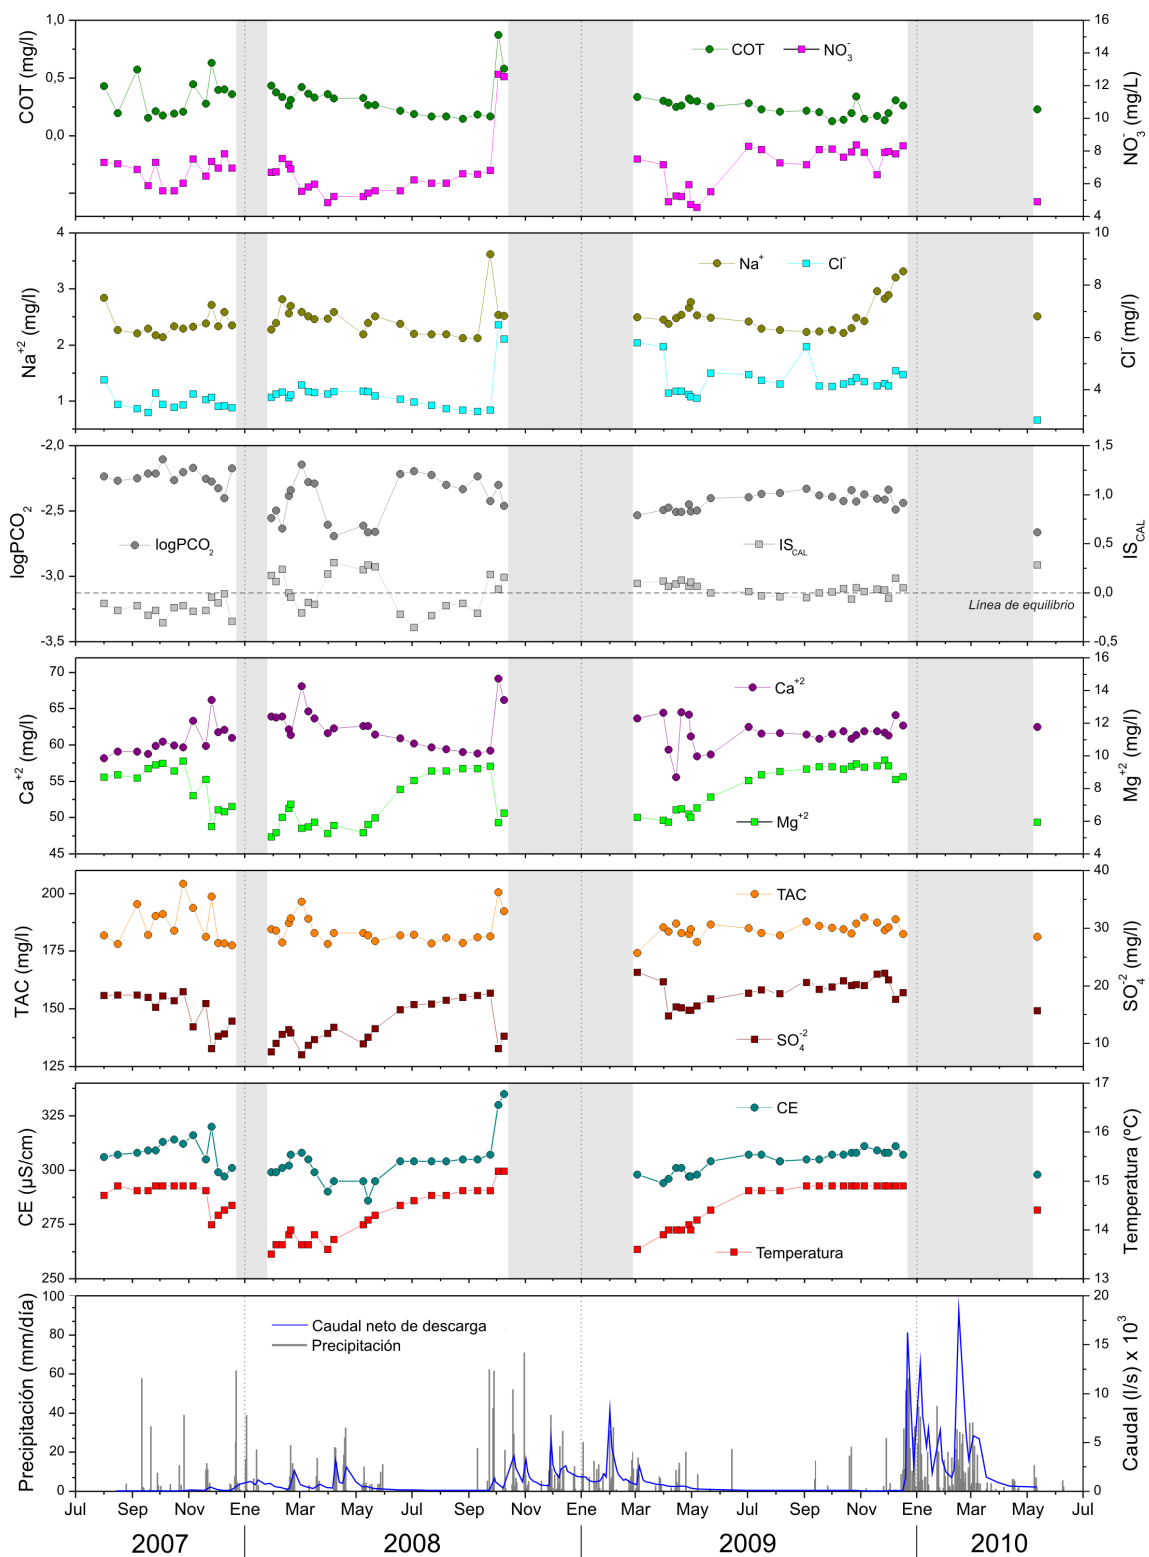 COT (mg/l)
1,0
0,5
0,0
COT
NO3-
16
14
12
10
8
6
4
NO3- (mg/L)
Na+2 (mg/l)
4
3
2
1
Na+
Cl-
10
8
6
4
Cl- (mg/l)
logPCO2
-2,0
-2,5
-3,0
-3,5
logPCO2
ISCAL
Línea de equilibrio
1,5
1,0
0,5
0,0
-0,5
ISCAL
Ca+2 (mg/l)
70
65
60
55
50
45
Ca+2
Mg+2
16
14
12
10
8
6
4
Mg+2 (mg/l)
TAC (mg/l)
200
175
150
125
TAC
SO4-2
40
30
20
10
SO4-2 (mg/l)
CE (µS/cm)
325
300
275
250
CE
Temperatura
17
16
15
14
13
Temperatura (ºC)
Precipitación (mm/día)
100
80
60
40
20
0
Caudal neto de descarga
Precipitación
20
15
10
5
0
Caudal (l/s) x 103
Jul Sep Nov Ene Mar May Jul Sep Nov Ene Mar May Jul Sep Nov Ene Mar May Jul
2007 2008 2009 2010